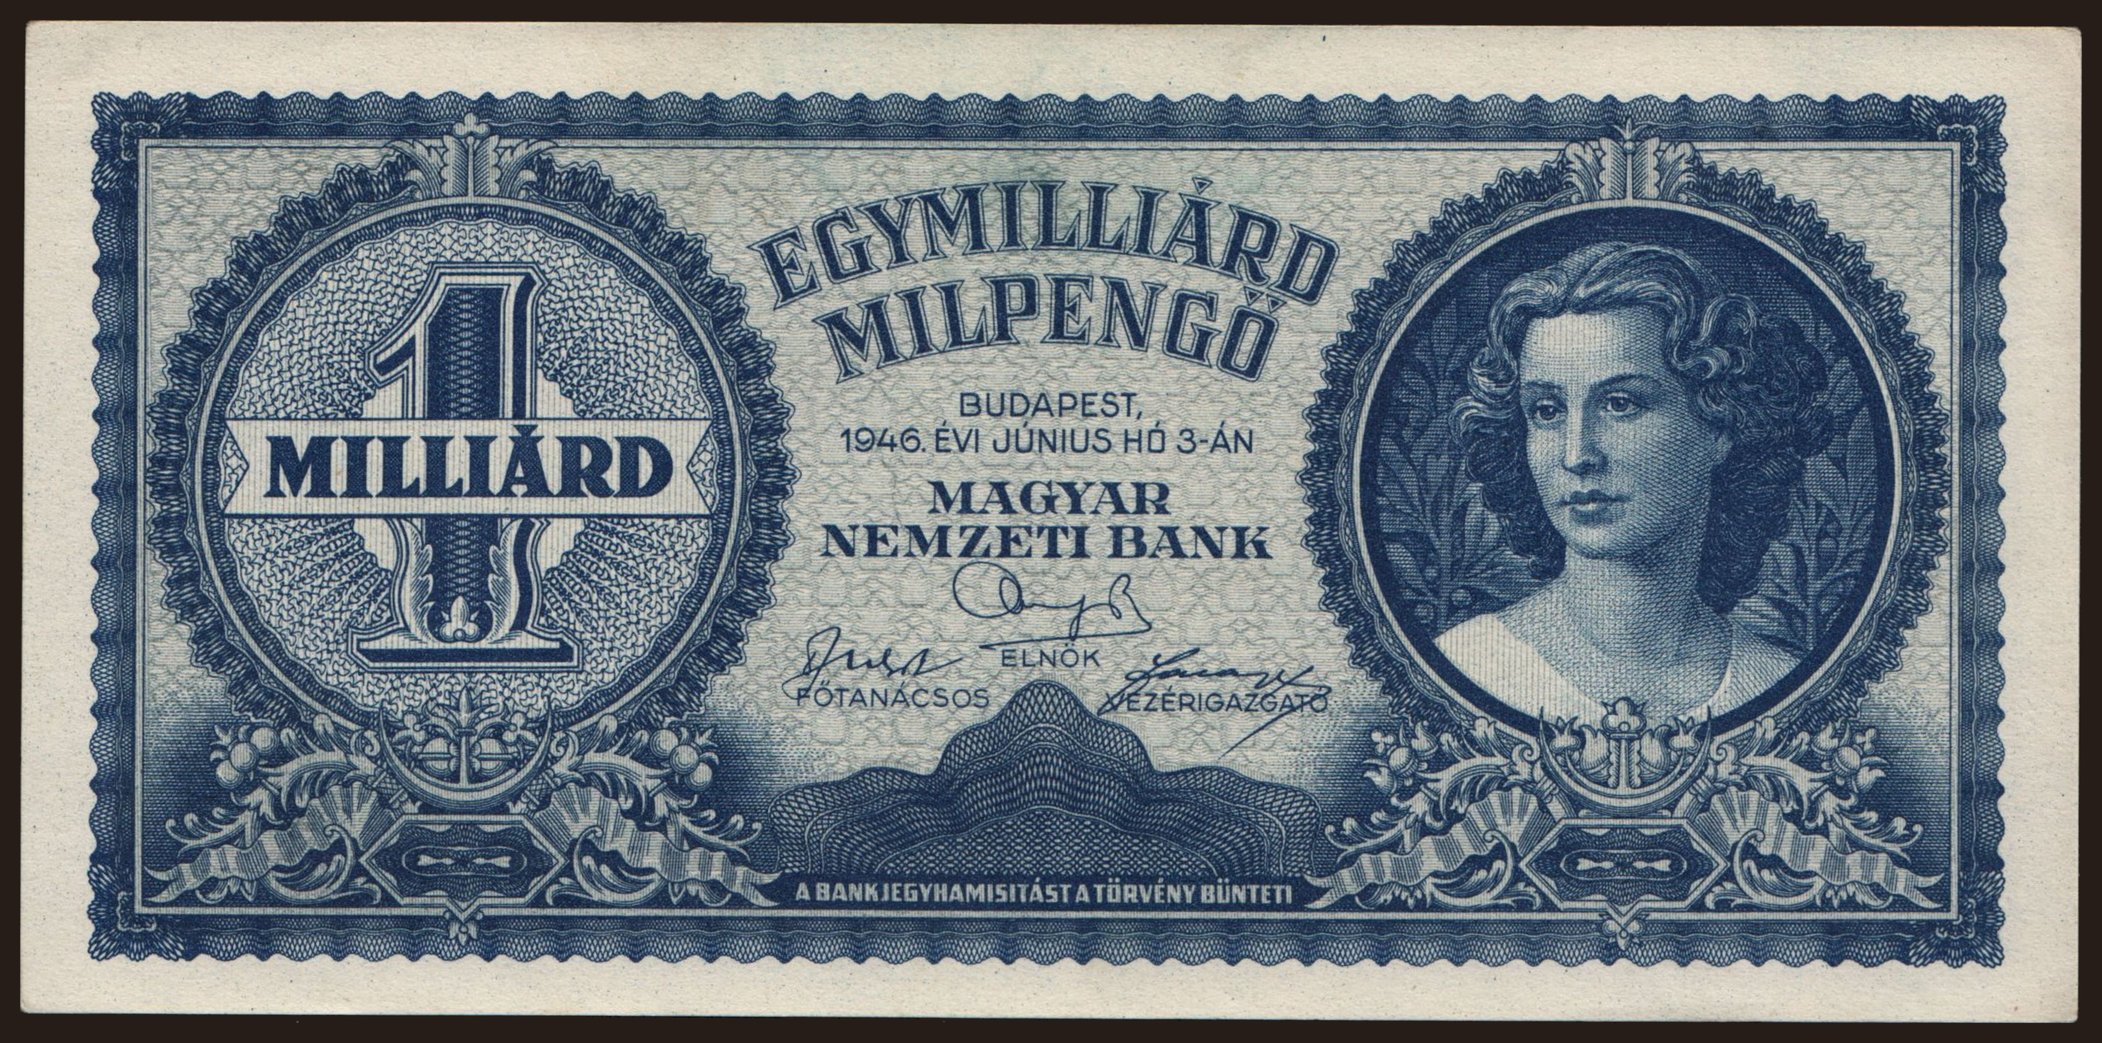 EGYMILLIÁRD
MILPENGŐ
1
MILLIÁRD
BUDAPEST,
1946. ÉVI JÚNIUS HÓ 3-ÁN
MAGYAR
NEMZETI BANK
ELNÖK
FŐTANÁCSOS
VEZÉRIGAZGATÓ
A BANKJEGYHAMISITÁST A TÖRVÉNY BÜNTETI